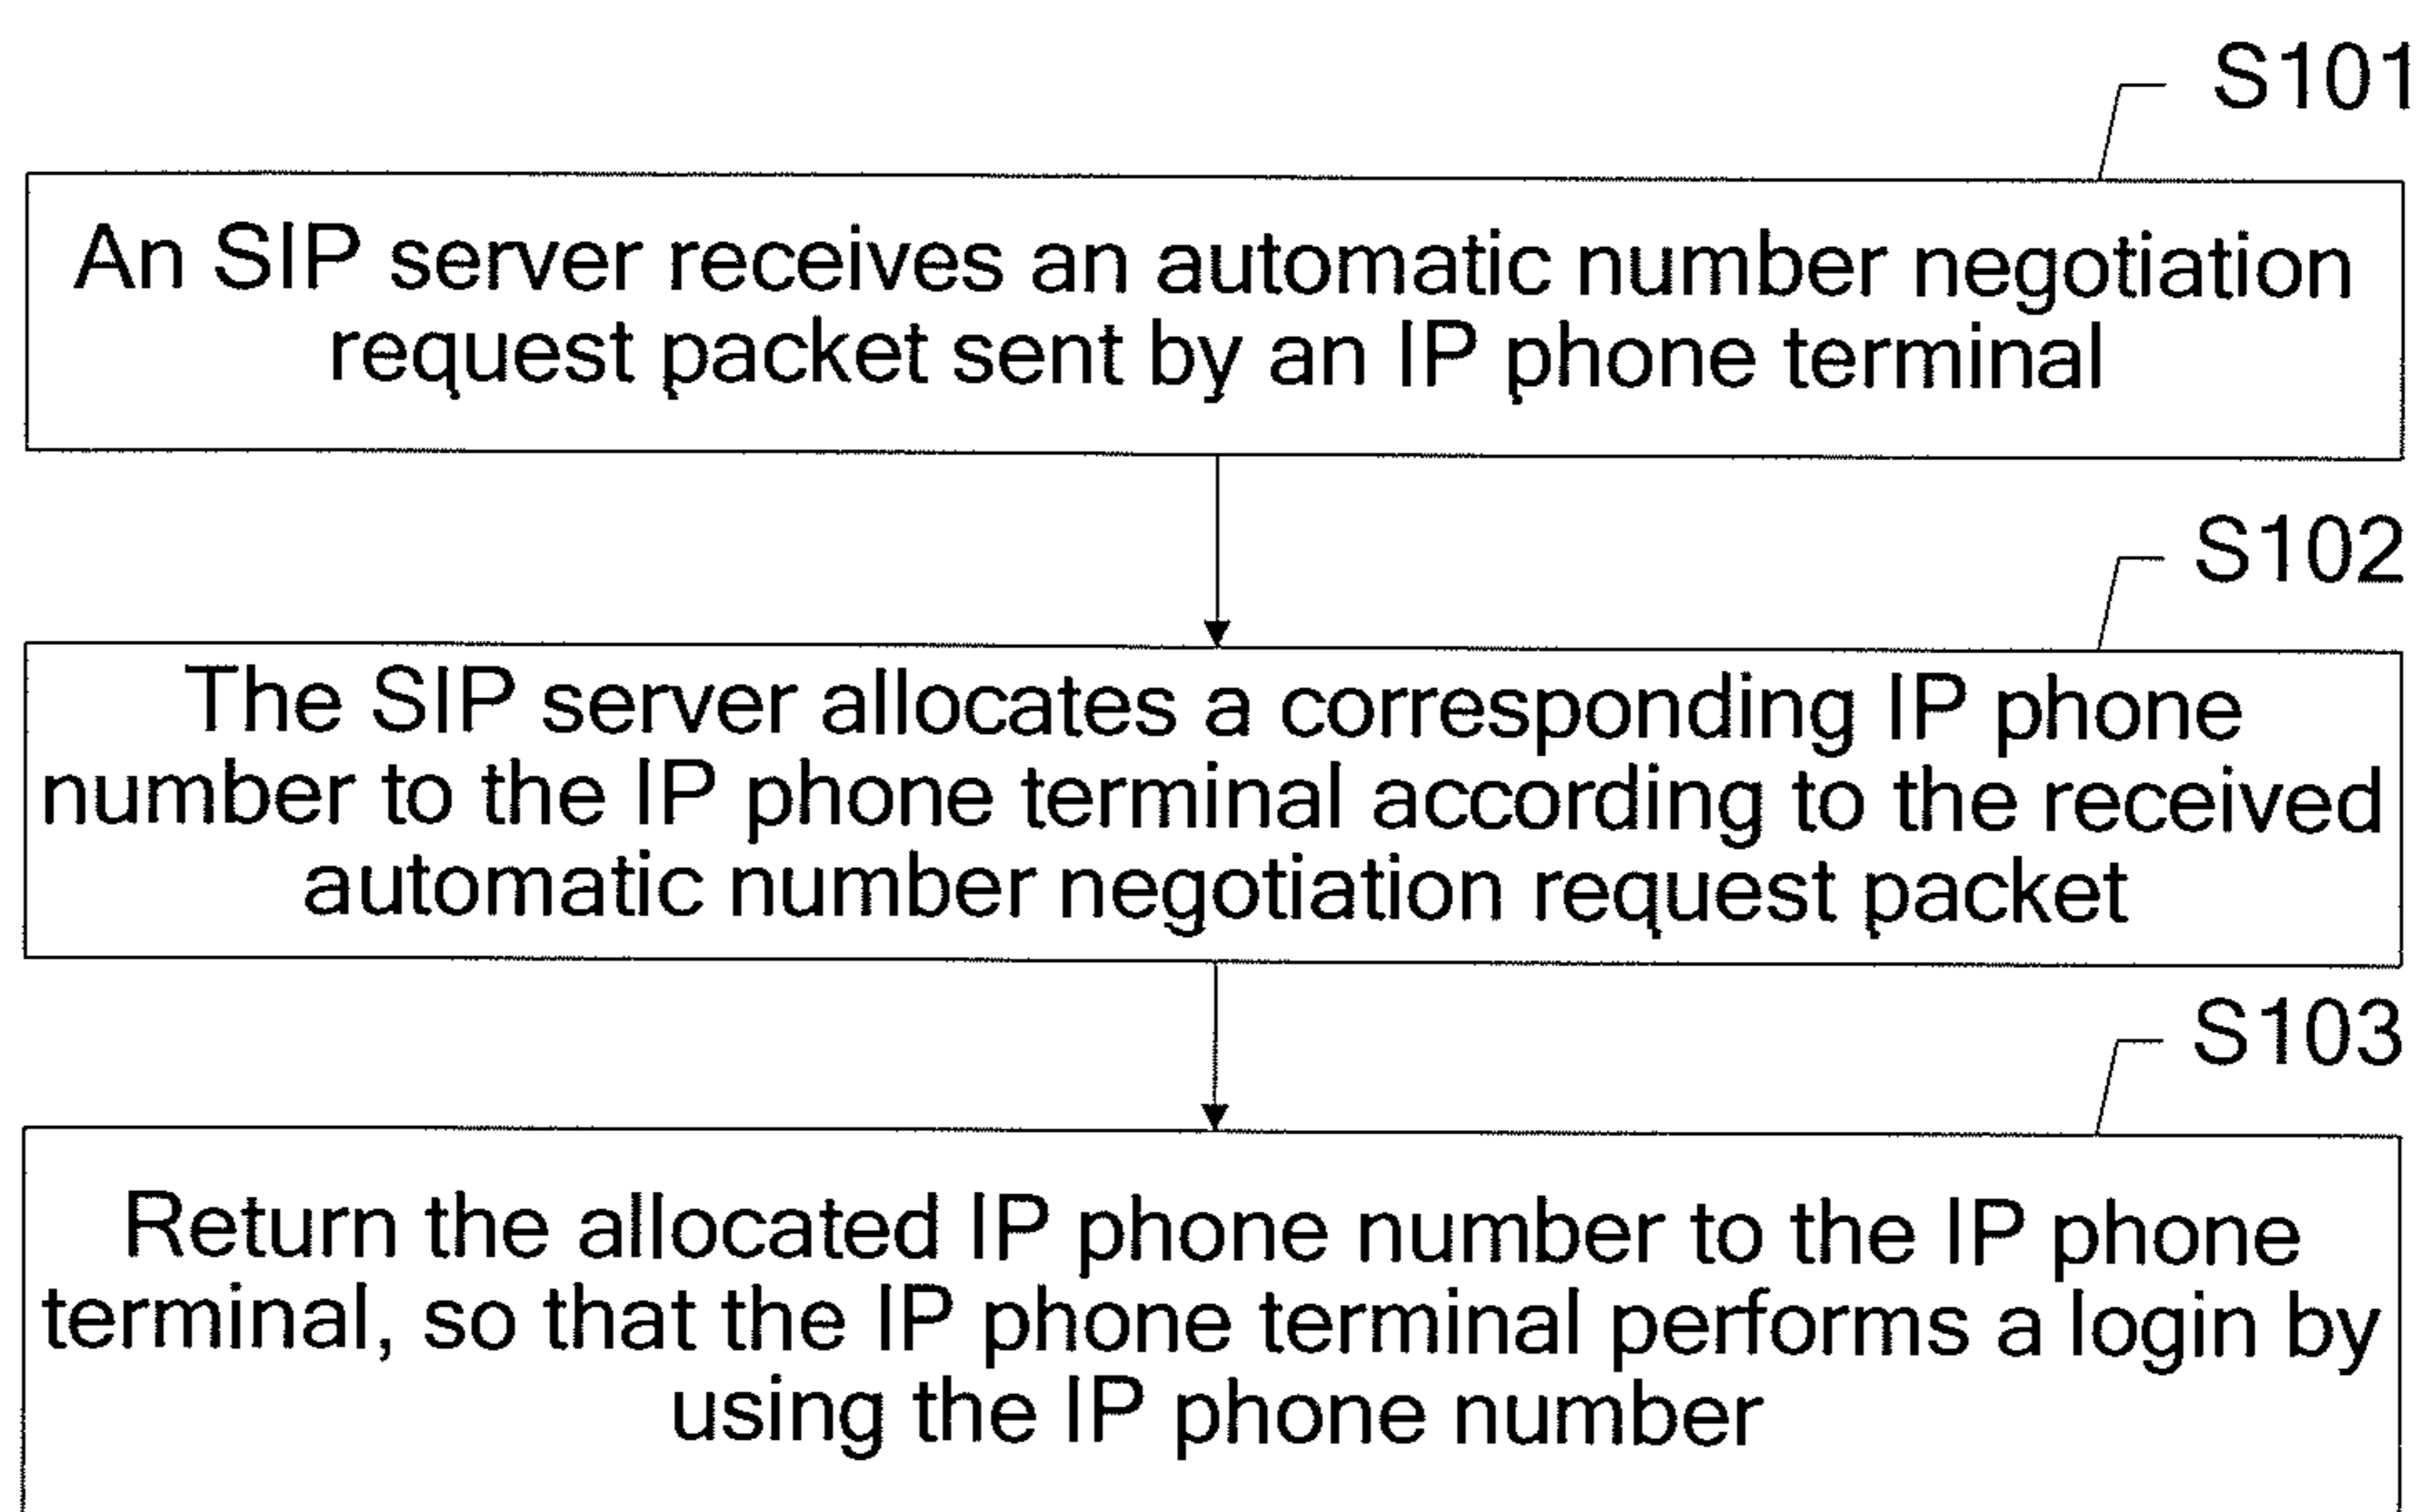 S101
An SIP server receives an automatic number negotiation
request packet sent by an IP phone terminal
S102
The SIP server allocates a corresponding IP phone
number to the IP phone terminal according to the received
automatic number negotiation request packet
S103
Return the allocated IP phone number to the IP phone
terminal, so that the IP phone terminal performs a login by
using the IP phone number